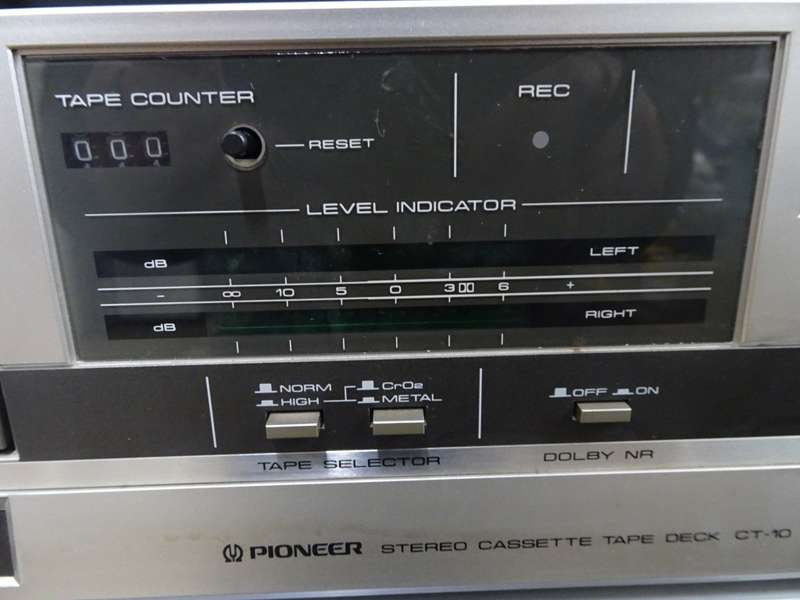 TAPE COUNTER
REC
000
RESET
LEVEL INDICATOR
dB
LEFT
- ∞ 10 5 0 3 6 +
dB
RIGHT
NORM CrO₂
HIGH METAL
OFF ON
TAPE SELECTOR
DOLBY NR
PIONEER STEREO CASSETTE TAPE DECK CT-10